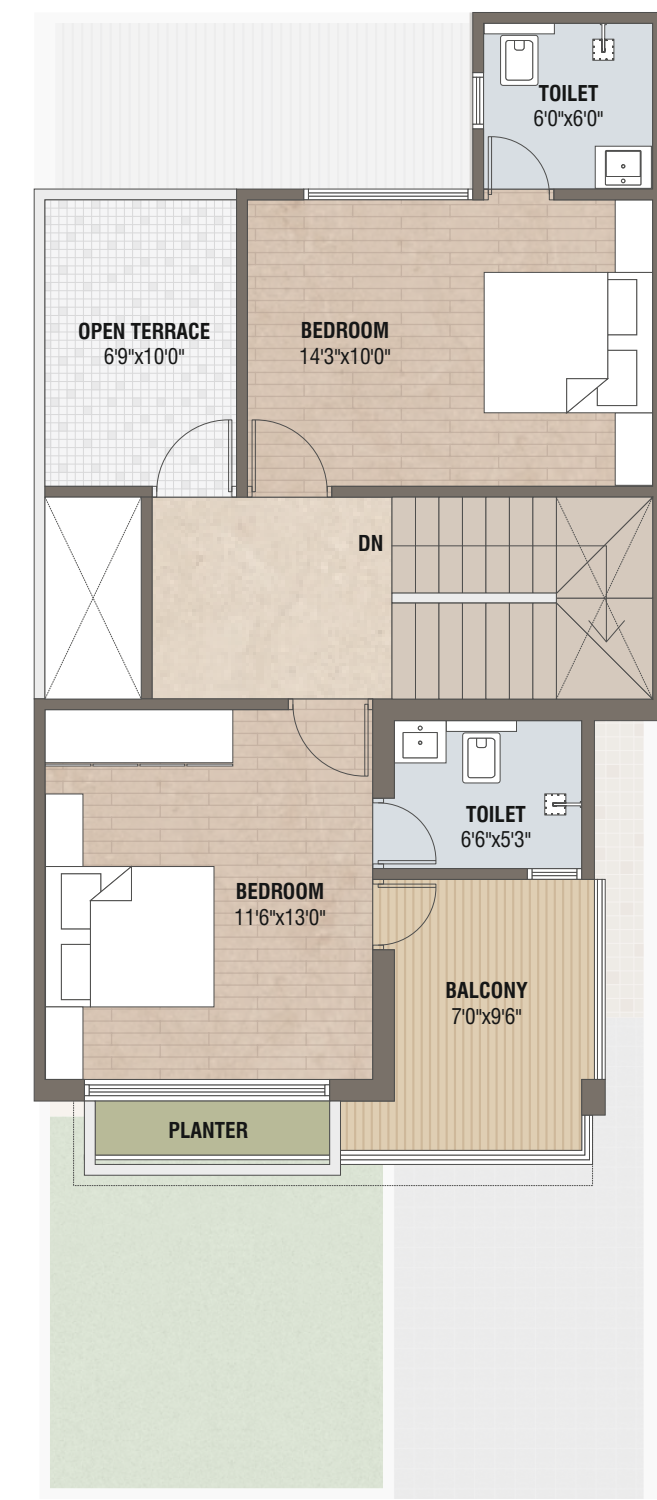 TOILET
6'0"x6'0"
OPEN TERRACE
6'9"x10'0"
BEDROOM
14'3"x10'0"
DN
TOILET
6'6"x5'3"
BEDROOM
11'6"x13'0"
BALCONY
7'0"x9'6"
PLANTER